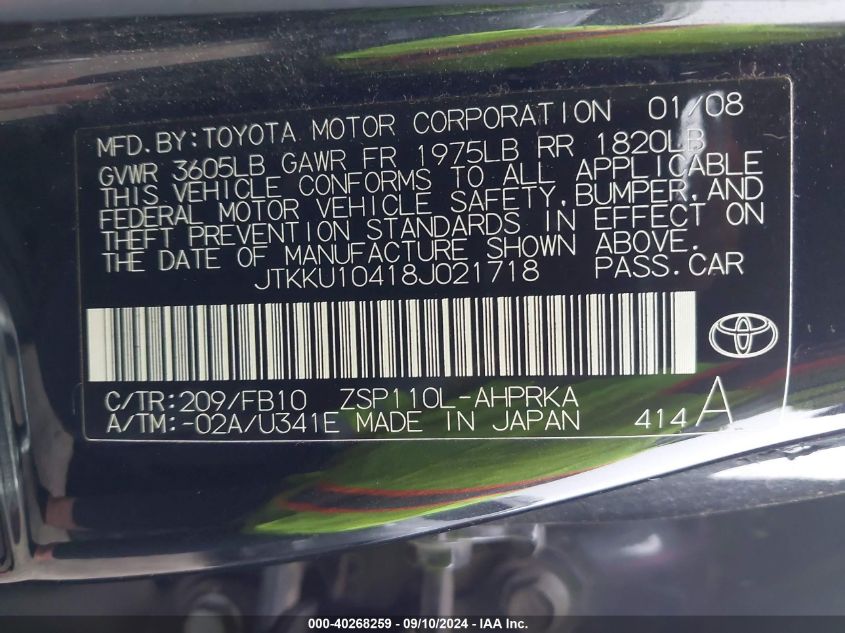 MFD.BY:TOYOTA MOTOR CORPORATION 01/08
GVWR 3605LB GAWR FR 1975LB RR 1820LB
THIS VEHICLE CONFORMS TO ALL APPLICABLE
FEDERAL MOTOR VEHICLE SAFETY,BUMPER,AND
THEFT PREVENTION STANDARDS IN EFFECT ON
THE DATE OF MANUFACTURE SHOWN ABOVE.
JTKKU10418J021718 PASS.CAR
C/TR:209/FB10 ZSP110L-AHPRKA
A/TM:-02A/U341E MADE IN JAPAN 414 A
000-40268259 - 09/10/2024 - IAA Inc.